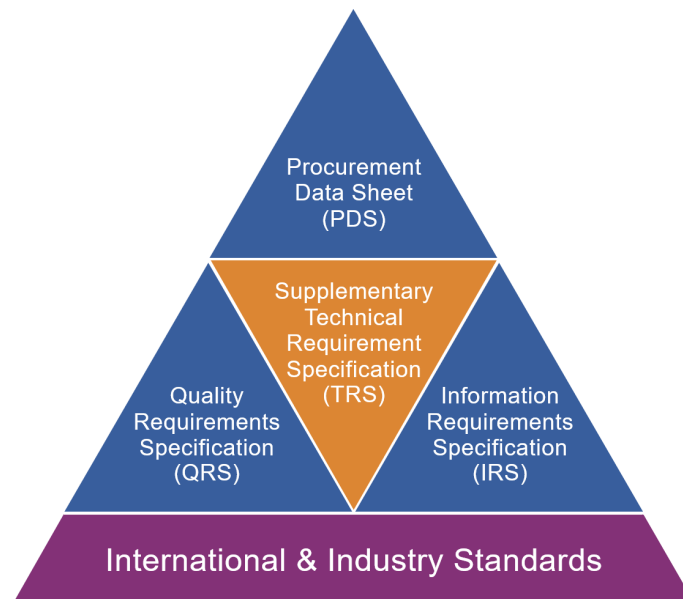 Procurement
Data Sheet
(PDS)
Supplementary
Technical
Requirement
Specification
(TRS)
Quality
Requirements
Specification
(QRS)
Information
Requirements
Specification
(IRS)
International & Industry Standards